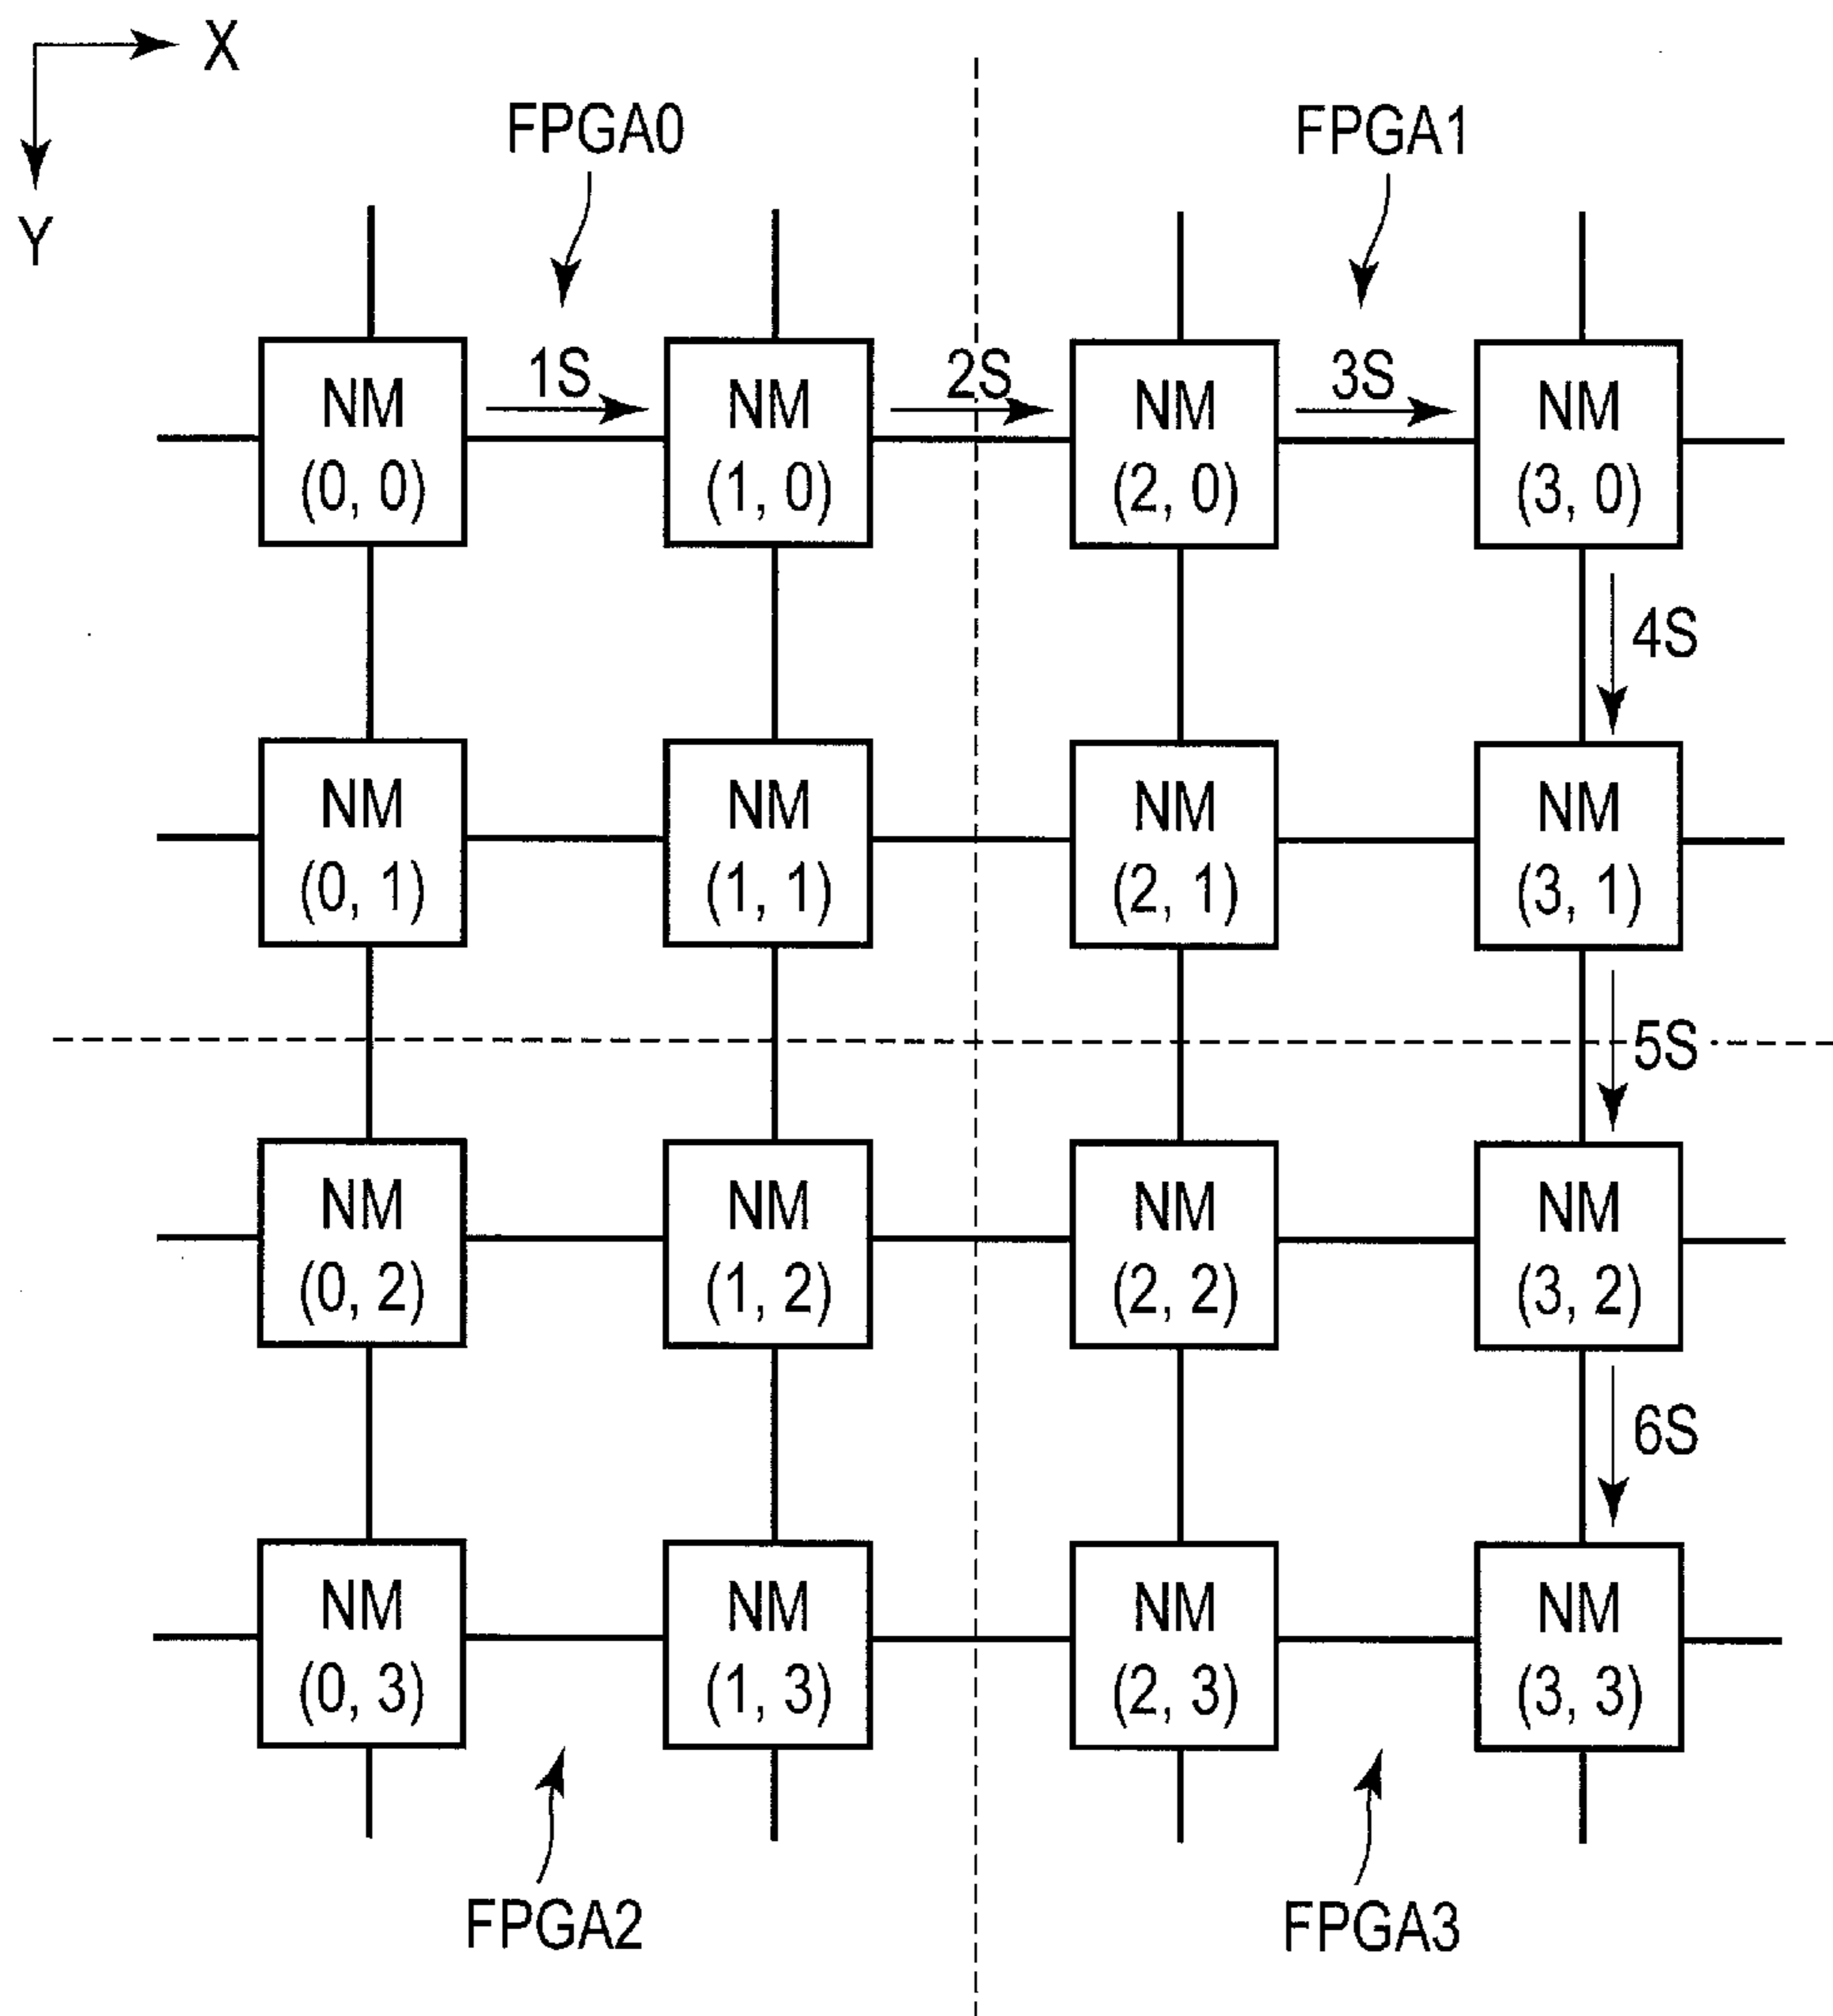 X
Y
FPGA0
FPGA1
1S
2S
3S
NM
(0, 0)
NM
(1, 0)
NM
(2, 0)
NM
(3, 0)
4S
NM
(0, 1)
NM
(1, 1)
NM
(2, 1)
NM
(3, 1)
5S
NM
(0, 2)
NM
(1, 2)
NM
(2, 2)
NM
(3, 2)
6S
NM
(0, 3)
NM
(1, 3)
NM
(2, 3)
NM
(3, 3)
FPGA2
FPGA3